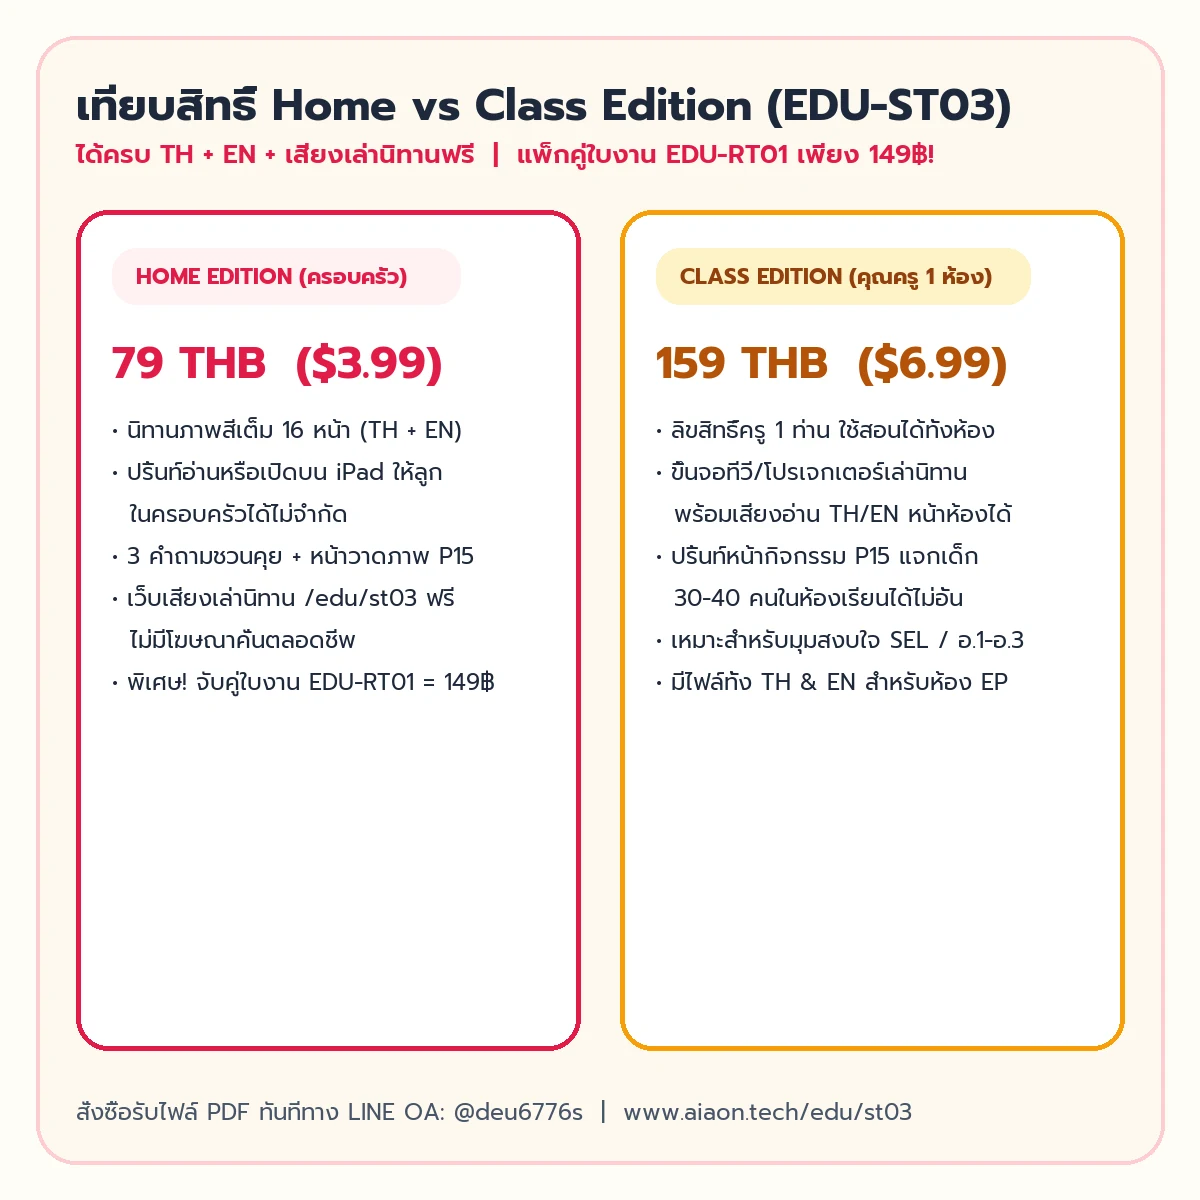 เทียบสิทธิ์ Home vs Class Edition (EDU-ST03)
ได้ครบ TH + EN + เสียงเล่านิทานฟรี | แพ็กคู่ใบงาน EDU-RT01 เพียง 149฿!
HOME EDITION (ครอบครัว)
79 THB ($3.99)
• นิทานภาพสีเต็ม 16 หน้า (TH + EN)
• ปริ้นท์อ่านหรือเปิดบน iPad ให้ลูก
ในครอบครัวได้ไม่จำกัด
• 3 คำถามชวนคุย + หน้าวาดภาพ P15
• เว็บเสียงเล่านิทาน /edu/st03 ฟรี
ไม่มีโฆษณาคั่นตลอดชีพ
• พิเศษ! จับคู่ใบงาน EDU-RT01 = 149฿
CLASS EDITION (คุณครู 1 ห้อง)
159 THB ($6.99)
• ลิขสิทธิ์ครู 1 ท่าน ใช้สอนได้ทั้งห้อง
• ขึ้นจอทีวี/โปรเจกเตอร์เล่านิทาน
พร้อมเสียงอ่าน TH/EN หน้าห้องได้
• ปริ้นท์หน้ากิจกรรม P15 แจกเด็ก
30-40 คนในห้องเรียนได้ไม่อั้น
• เหมาะสำหรับมุมสงบใจ SEL / อ.1-อ.3
• มีไฟล์ทั้ง TH & EN สำหรับห้อง EP
สั่งซื้อรับไฟล์ PDF ทันทีทาง LINE OA: @deu6776s | www.aiaon.tech/edu/st03